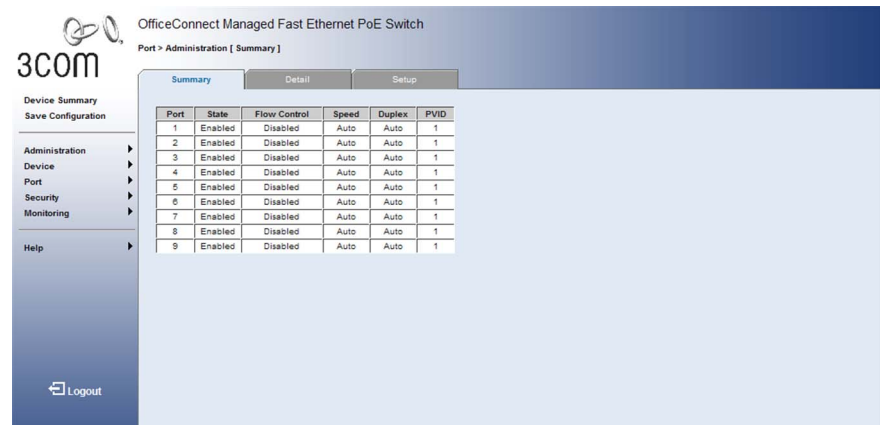 3com
OfficeConnect Managed Fast Ethernet PoE Switch
Port > Administration [ Summary ]
Summary Detail Setup
Device Summary
Save Configuration
Administration
Device
Port
Security
Monitoring
Help
Logout
Port State Flow Control Speed Duplex PVID
1 Enabled Disabled Auto Auto 1
2 Enabled Disabled Auto Auto 1
3 Enabled Disabled Auto Auto 1
4 Enabled Disabled Auto Auto 1
5 Enabled Disabled Auto Auto 1
6 Enabled Disabled Auto Auto 1
7 Enabled Disabled Auto Auto 1
8 Enabled Disabled Auto Auto 1
9 Enabled Disabled Auto Auto 1